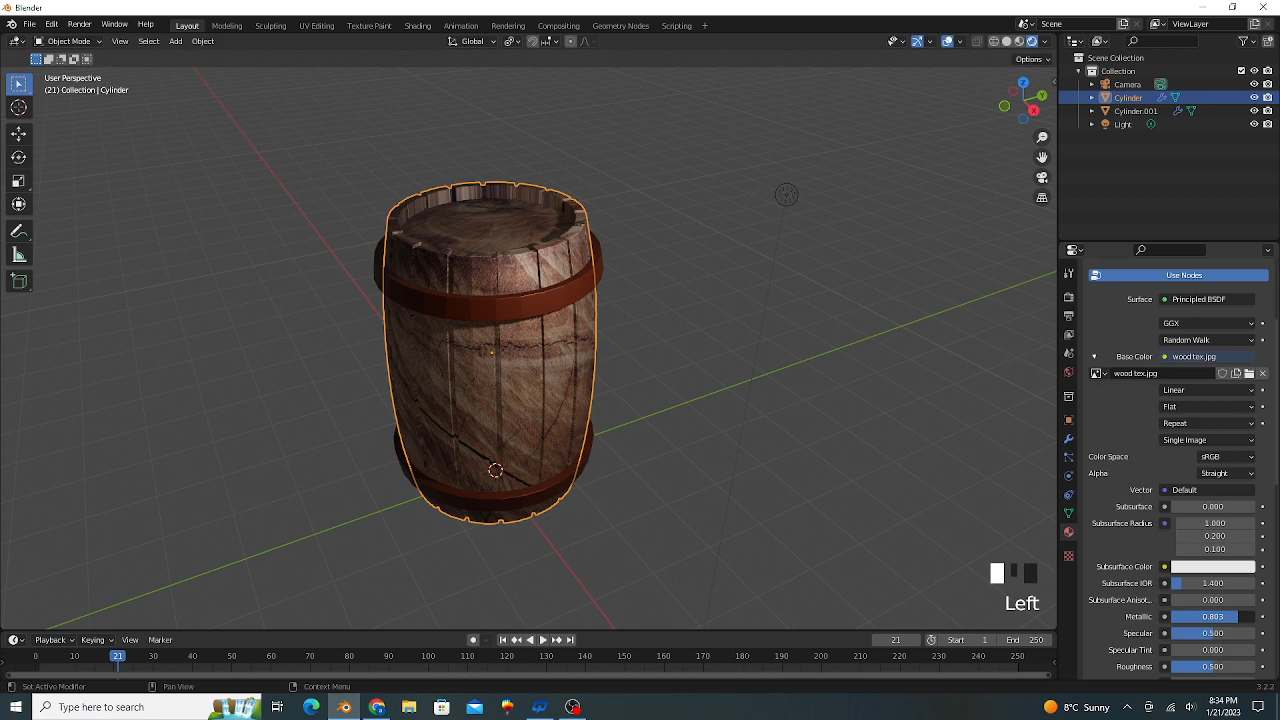 Blender
File Edit Render Window Help Layout Modeling Sculpting UV Editing Texture Paint Shading Animation Rendering Compositing Geometry Nodes Scripting + Scene ViewLayer
Object Mode View Select Add Object Global
Options
User Perspective
(21) Collection | Cylinder
Z
Y
X
Scene Collection
Collection
Camera
Cylinder
Cylinder.001
Light
Use Nodes
Surface Principled BSDF
GGX
Random Walk
Base Color wood tex.jpg
wood tex.jpg
Linear
Flat
Repeat
Single Image
Color Space sRGB
Alpha Straight
Vector Default
Subsurface 0.000
Subsurface Radius 1.000
0.200
0.100
Subsurface Color
Subsurface IOR 1.400
Subsurface Anisot.. 0.000
Metallic 0.803
Specular 0.500
Specular Tint 0.000
Roughness 0.500
Left
Playback Keying View Marker 21 Start 1 End 250
0 10 21 30 40 50 60 70 80 90 100 110 120 130 140 150 160 170 180 190 200 210 220 230 240 250
Set Active Modifier Pan View Context Menu 3.2.2
Type here to search 8°C Sunny 8:34 PM
1/21/2023